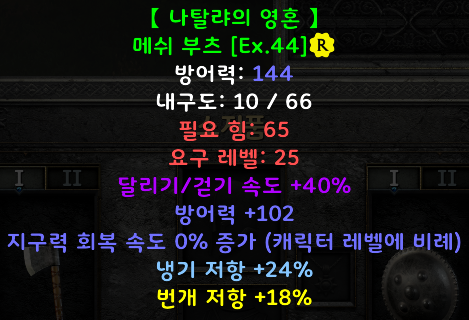 【 나탈랴의 영혼 】
메쉬 부츠 [Ex.44] R
방어력: 144
내구도: 10 / 66
필요 힘: 65
요구 레벨: 25
I II I II
달리기/걷기 속도 +40%
방어력 +102
지구력 회복 속도 0% 증가 (캐릭터 레벨에 비례)
냉기 저항 +24%
번개 저항 +18%